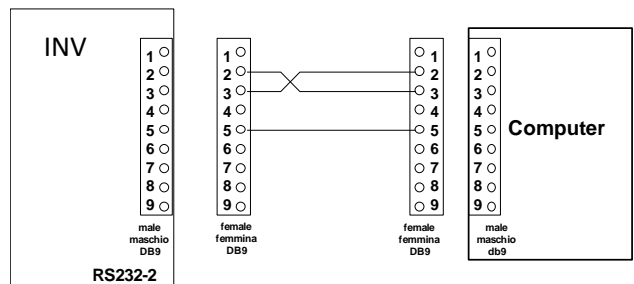 INV
1
2
3
4
5
6
7
8
9
male
maschio
DB9
RS232-2
1
2
3
4
5
6
7
8
9
female
femmina
DB9
1
2
3
4
5
6
7
8
9
female
femmina
DB9
1
2
3
4
5
6
7
8
9
male
maschio
db9
Computer